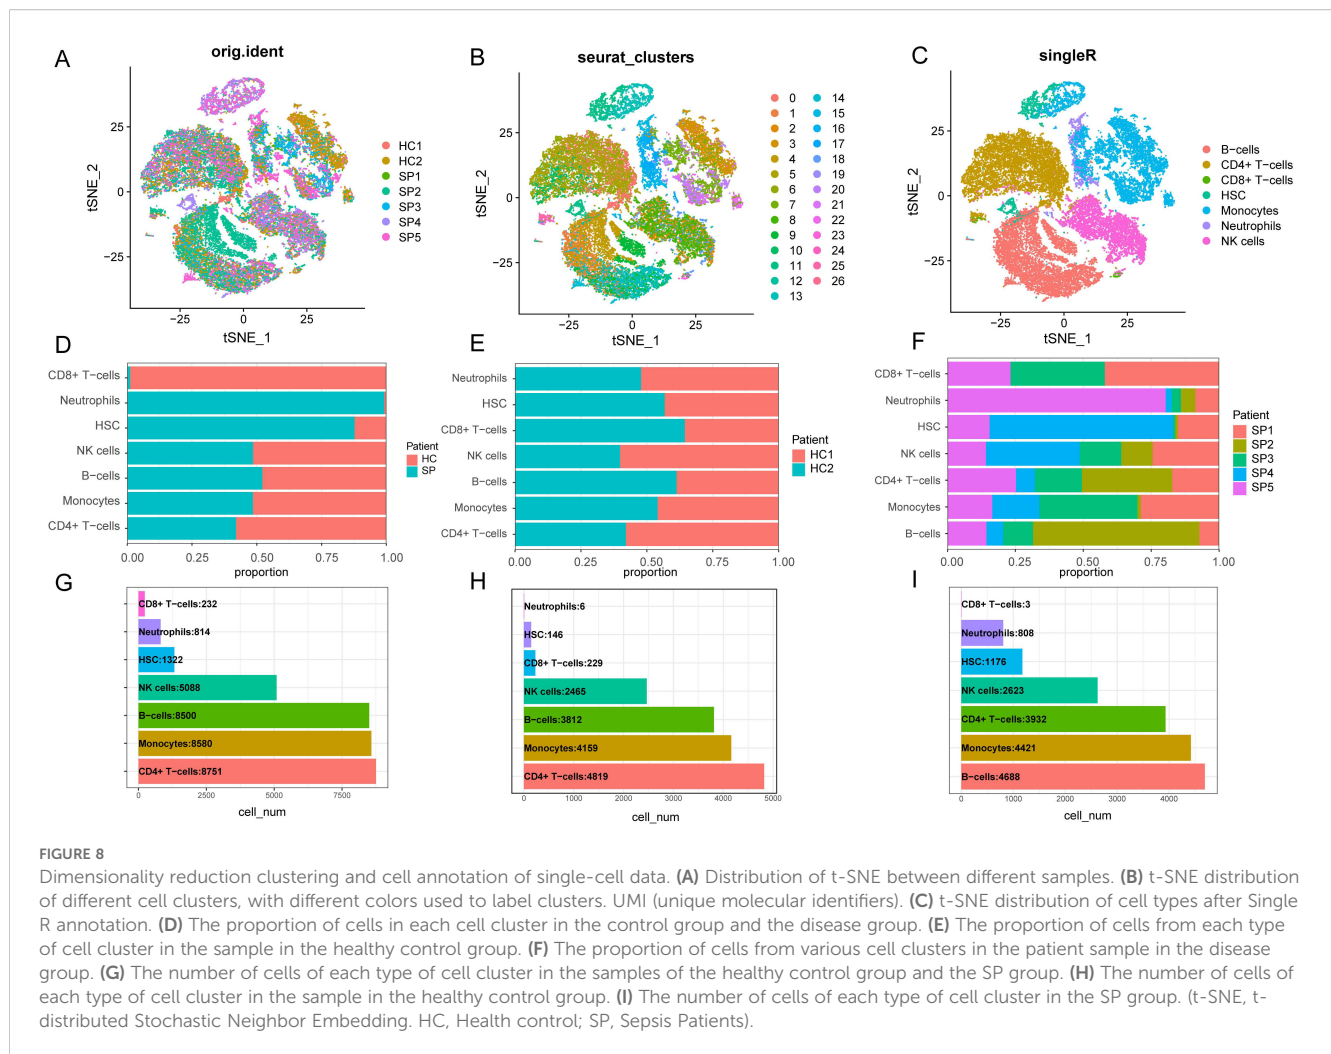 A
orig.ident
25
0
−25
−25
0
25
tSNE_2
tSNE_1
HC1
HC2
SP1
SP2
SP3
SP4
SP5
B
seurat_clusters
25
0
−25
−25
0
25
tSNE_2
tSNE_1
0
1
2
3
4
5
6
7
8
9
10
11
12
13
14
15
16
17
18
19
20
21
22
23
24
25
26
C
singleR
25
0
−25
−25
0
25
tSNE_2
tSNE_1
B−cells
CD4+ T−cells
CD8+ T−cells
HSC
Monocytes
Neutrophils
NK cells
D
CD8+ T−cells
Neutrophils
HSC
NK cells
B−cells
Monocytes
CD4+ T−cells
0.00
0.25
0.50
0.75
1.00
proportion
Patient
HC
SP
E
Neutrophils
HSC
CD8+ T−cells
NK cells
B−cells
Monocytes
CD4+ T−cells
0.00
0.25
0.50
0.75
1.00
proportion
Patient
HC1
HC2
F
CD8+ T−cells
Neutrophils
HSC
NK cells
CD4+ T−cells
Monocytes
B−cells
0.00
0.25
0.50
0.75
1.00
proportion
Patient
SP1
SP2
SP3
SP4
SP5
G
CD8+ T−cells:232
Neutrophils:814
HSC:1322
NK cells:5088
B−cells:8500
Monocytes:8580
CD4+ T−cells:8751
0
2500
5000
7500
cell_num
H
Neutrophils:6
HSC:146
CD8+ T−cells:229
NK cells:2465
B−cells:3812
Monocytes:4159
CD4+ T−cells:4819
0
1000
2000
3000
4000
5000
cell_num
I
CD8+ T−cells:3
Neutrophils:808
HSC:1176
NK cells:2623
CD4+ T−cells:3932
Monocytes:4421
B−cells:4688
0
1000
2000
3000
4000
cell_num
FIGURE 8
Dimensionality reduction clustering and cell annotation of single-cell data. (A) Distribution of t-SNE between different samples. (B) t-SNE distribution
of different cell clusters, with different colors used to label clusters. UMI (unique molecular identifiers). (C) t-SNE distribution of cell types after Single
R annotation. (D) The proportion of cells in each cell cluster in the control group and the disease group. (E) The proportion of cells from each type
of cell cluster in the sample in the healthy control group. (F) The proportion of cells from various cell clusters in the patient sample in the disease
group. (G) The number of cells of each type of cell cluster in the samples of the healthy control group and the SP group. (H) The number of cells of
each type of cell cluster in the sample in the healthy control group. (I) The number of cells of each type of cell cluster in the SP group. (t-SNE, t-
distributed Stochastic Neighbor Embedding. HC, Health control; SP, Sepsis Patients).